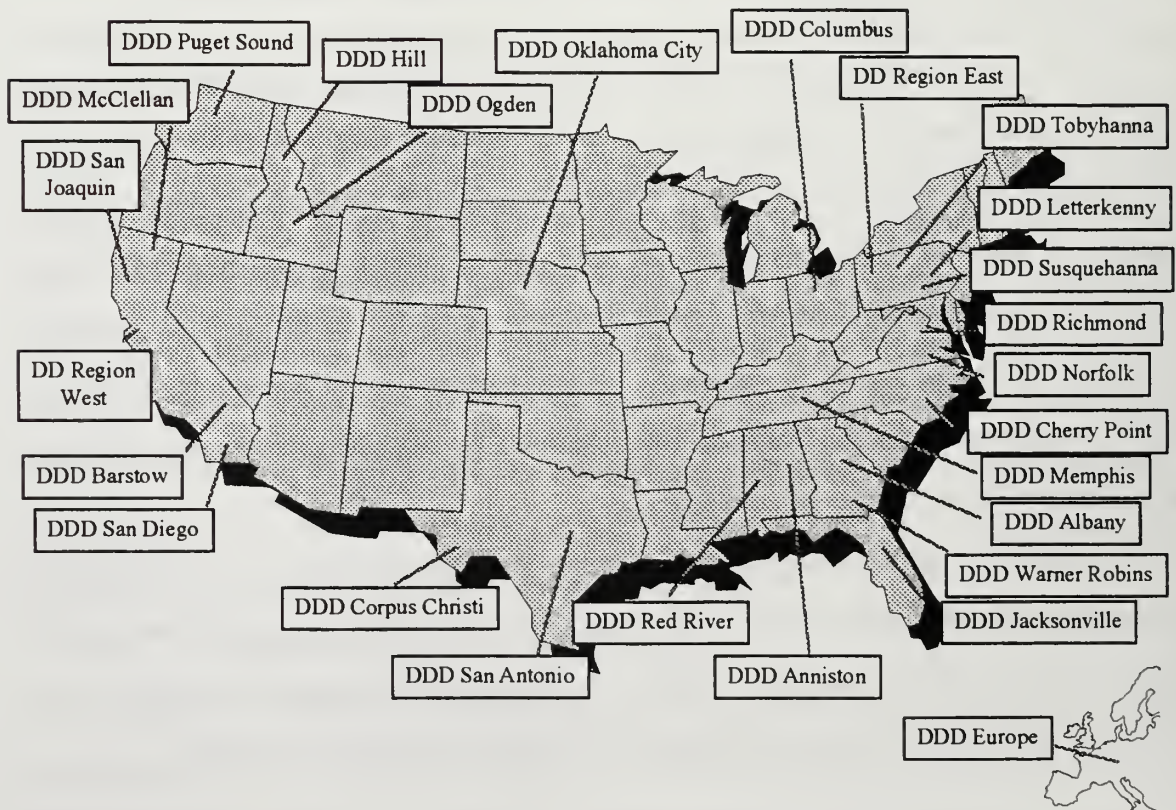 DDD Puget Sound
DDD Hill
DDD Oklahoma City
DDD Columbus
DD Region East
DDD McClellan
DDD Ogden
DDD Tobyhanna
DDD San
Joaquin
DDD Letterkenny
DDD Susquehanna
DDD Richmond
DD Region
West
DDD Norfolk
DDD Cherry Point
DDD Barstow
DDD Memphis
DDD San Diego
DDD Albany
DDD Warner Robins
DDD Corpus Christi
DDD Red River
DDD Jacksonville
DDD San Antonio
DDD Anniston
DDD Europe